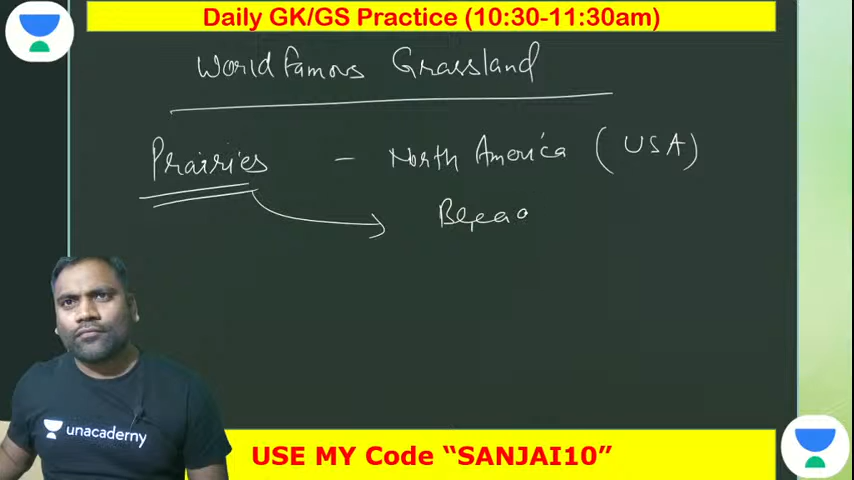 Daily GK/GS Practice (10:30-11:30am)
World famous Grassland
Prairies - North America (USA)
unacademy
USE MY Code “SANJAI10”